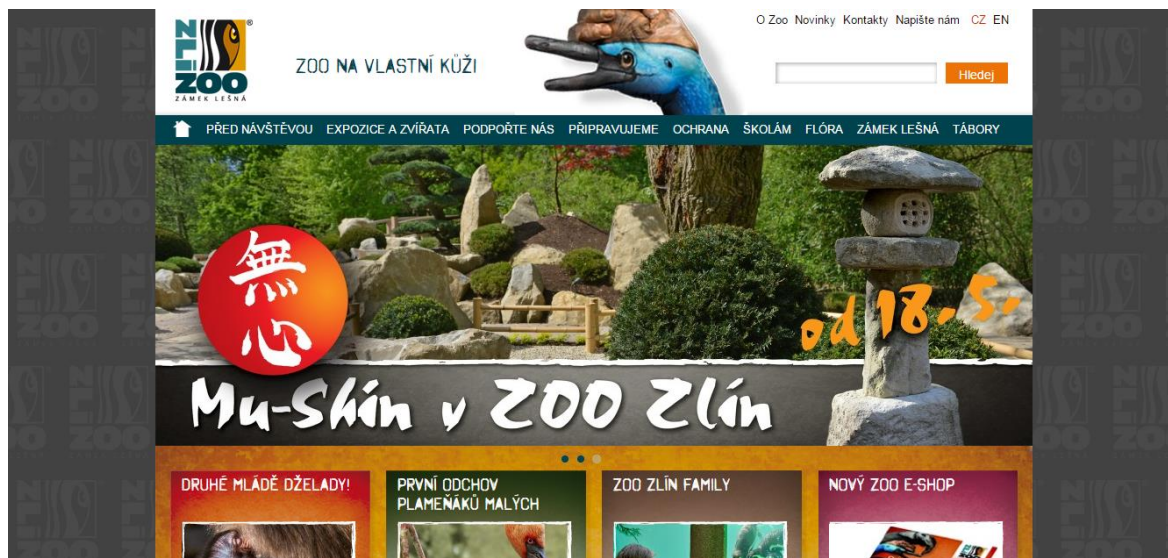 ZLÍN
ZOO
ZÁMEK LEŠNÁ
ZOO NA VLASTNÍ KŮŽI
O Zoo Novinky Kontakty Napište nám CZ EN
Hledej
PŘED NÁVŠTĚVOU EXPOZICE A ZVÍŘATA PODPOŘTE NÁS PŘIPRAVUJEME OCHRANA ŠKOLÁM FLÓRA ZÁMEK LEŠNÁ TÁBORY
無
心
od 18. 5.
Mu-Shin v ZOO Zlín
DRUHÉ MLÁDĚ DŽELADY!
PRVNÍ ODCHOV
PLAMEŇÁKŮ MALÝCH
ZOO ZLÍN FAMILY
NOVÝ ZOO E-SHOP